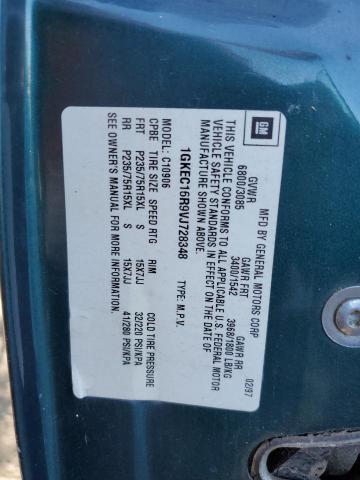 GM
MFD BY GENERAL MOTORS CORP
02/97
GVWR GAWR FRT GAWR RR
6800/3085 3400/1542 3968/1800 LB/KG
THIS VEHICLE CONFORMS TO ALL APPLICABLE U.S. FEDERAL MOTOR
VEHICLE SAFETY STANDARDS IN EFFECT ON THE DATE OF
MANUFACTURE SHOWN ABOVE.
1GKEC16R9VJ728348 TYPE: M.P.V.
MODEL: C10906
CPBE TIRE SIZE SPEED RTG RIM COLD TIRE PRESSURE
FRT P235/75R15XL S 15X7JJ 32/220 PSI/KPA
RR P235/75R15XL S 15X7JJ 41/280 PSI/KPA
SEE OWNER'S MANUAL FOR MORE INFORMATION.